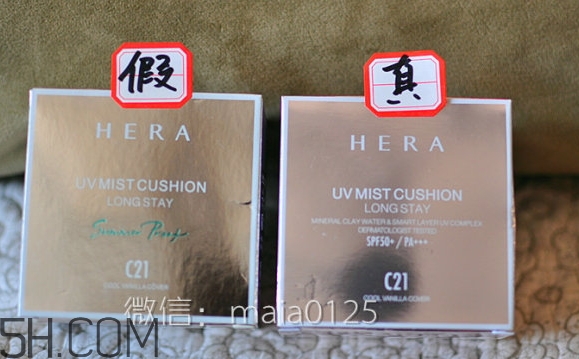 假
HERA
UV MIST CUSHION
LONG STAY
Summer Proof
C21
COOL VANILLA COVER
真
HERA
UV MIST CUSHION
LONG STAY
MINERAL CLAY WATER & SMART LAYER UV COMPLEX
DERMATOLOGIST TESTED
SPF50+ / PA+++
C21
COOL VANILLA COVER
微信：maia0125
5H.COM